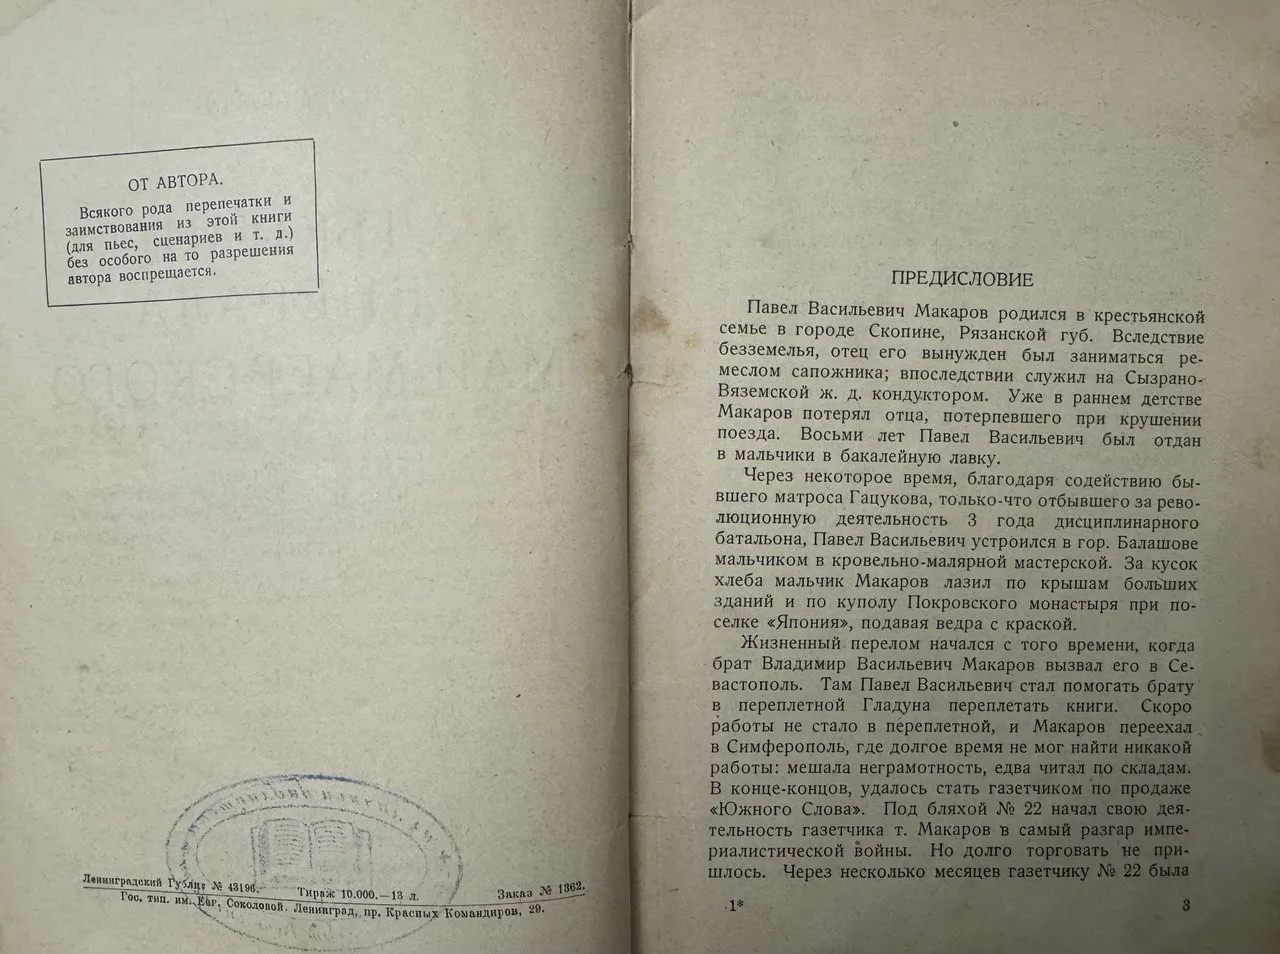 ОТ АВТОРА.
Всякого рода перепечатки и
заимствования из этой книги
(для пьес, сценариев и т. д.)
без особого на то разрешения
автора воспрещается.
Ленинградский Гублит № 43196.— Тираж 10.000.—13 л. Заказ № 1362.
Гос. тип. им. Евг. Соколовой. Ленинград, пр. Красных Командиров, 29.
ПРЕДИСЛОВИЕ
Павел Васильевич Макаров родился в крестьянской
семье в городе Скопине, Рязанской губ. Вследствие
безземелья, отец его вынужден был заниматься ре-
меслом сапожника; впоследствии служил на Сызрано-
Вяземской ж. д. кондуктором. Уже в раннем детстве
Макаров потерял отца, потерпевшего при крушении
поезда. Восьми лет Павел Васильевич был отдан
в мальчики в бакалейную лавку.
Через некоторое время, благодаря содействию бы-
вшего матроса Гацукова, только-что отбывшего за рево-
люционную деятельность 3 года дисциплинарного
батальона, Павел Васильевич устроился в гор. Балашове
мальчиком в кровельно-малярной мастерской. За кусок
хлеба мальчик Макаров лазил по крышам больших
зданий и по куполу Покровского монастыря при по-
селке «Япония», подавая ведра с краской.
Жизненный перелом начался с того времени, когда
брат Владимир Васильевич Макаров вызвал его в Се-
вастополь. Там Павел Васильевич стал помогать брату
в переплетной Гладуна переплетать книги. Скоро
работы не стало в переплетной, и Макаров переехал
в Симферополь, где долгое время не мог найти никакой
работы: мешала неграмотность, едва читал по складам.
В конце-концов, удалось стать газетчиком по продаже
«Южного Слова». Под бляхой № 22 начал свою дея-
тельность газетчика т. Макаров в самый разгар импе-
риалистической войны. Но долго торговать не при-
шлось. Через несколько месяцев газетчику № 22 была
1*
3